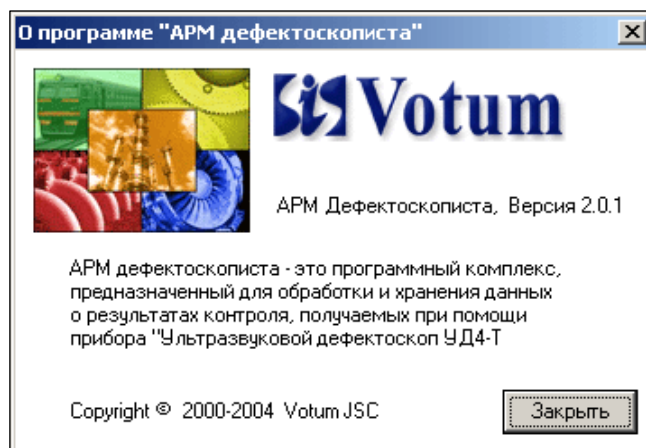 О программе "АРМ дефектоскописта"
Votum
АРМ Дефектоскописта, Версия 2.0.1
АРМ дефектоскописта - это программный комплекс,
предназначенный для обработки и хранения данных
о результатах контроля, получаемых при помощи
прибора "Ультразвуковой дефектоскоп УД4-Т
Copyright © 2000-2004 Votum JSC
Закрыть